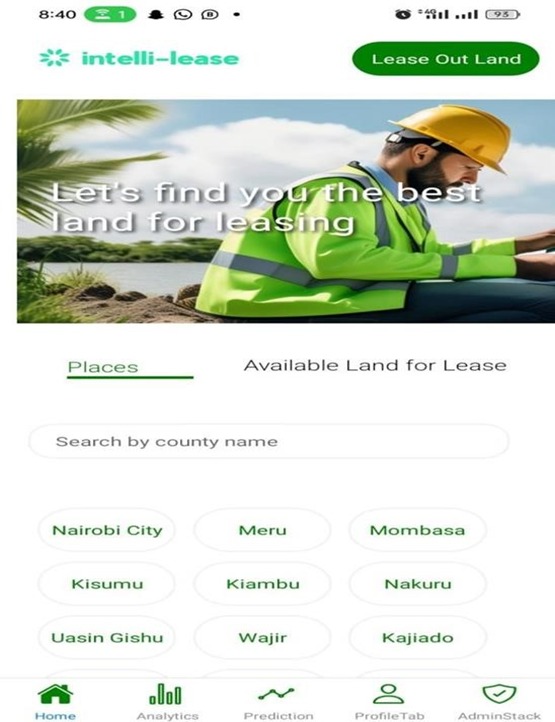 8:40 1 4G 93
intelli-lease
Lease Out Land
Let's find you the best
land for leasing
Places Available Land for Lease
Search by county name
Nairobi City Meru Mombasa
Kisumu Kiambu Nakuru
Uasin Gishu Wajir Kajiado
Home Analytics Prediction ProfileTab AdminStack